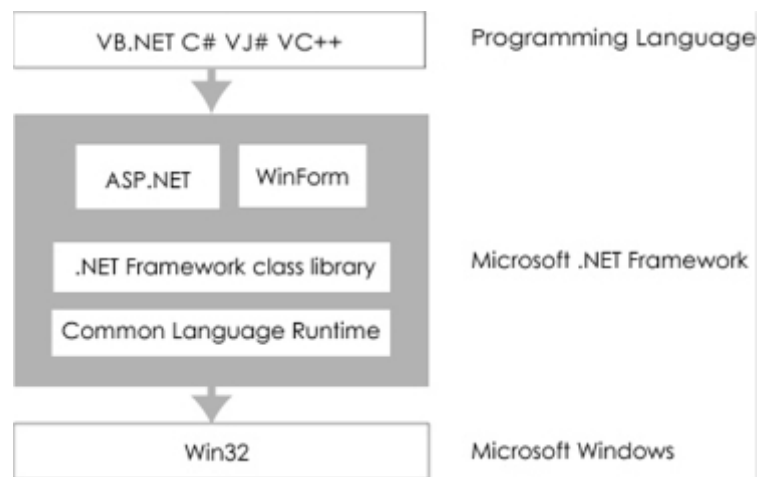 VB.NET C# VJ# VC++ Programming Language
ASP.NET WinForm
.NET Framework class library Microsoft .NET Framework
Common Language Runtime
Win32 Microsoft Windows